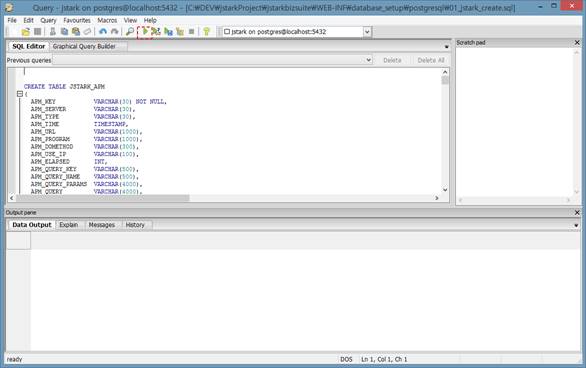 Query - jstark on postgres@localhost:5432 - [C:₩DEV₩jstarkProject₩jstarkbizsuite₩WEB-INF₩database_setup₩postgresql₩01_jstark_create.sql]
File Edit Query Favourites Macros View Help
jstark on postgres@localhost:5432
SQL Editor Graphical Query Builder
Scratch pad
Previous queries Delete Delete All
CREATE TABLE JSTARK_APM
(
APM_KEY VARCHAR(30) NOT NULL,
APM_SERVER VARCHAR(30),
APM_TYPE VARCHAR(30),
APM_TIME TIMESTAMP,
APM_URL VARCHAR(1000),
APM_PROGRAM VARCHAR(1000),
APM_DOMETHOD VARCHAR(300),
APM_USE_IP VARCHAR(100),
APM_ELAPSED INT,
APM_QUERY_KEY VARCHAR(500),
APM_QUERY_NAME VARCHAR(500),
APM_QUERY_PARAMS VARCHAR(4000),
APM_QUERY VARCHAR(4000),
Output pane
Data Output Explain Messages History
ready DOS Ln 1, Col 1, Ch 1